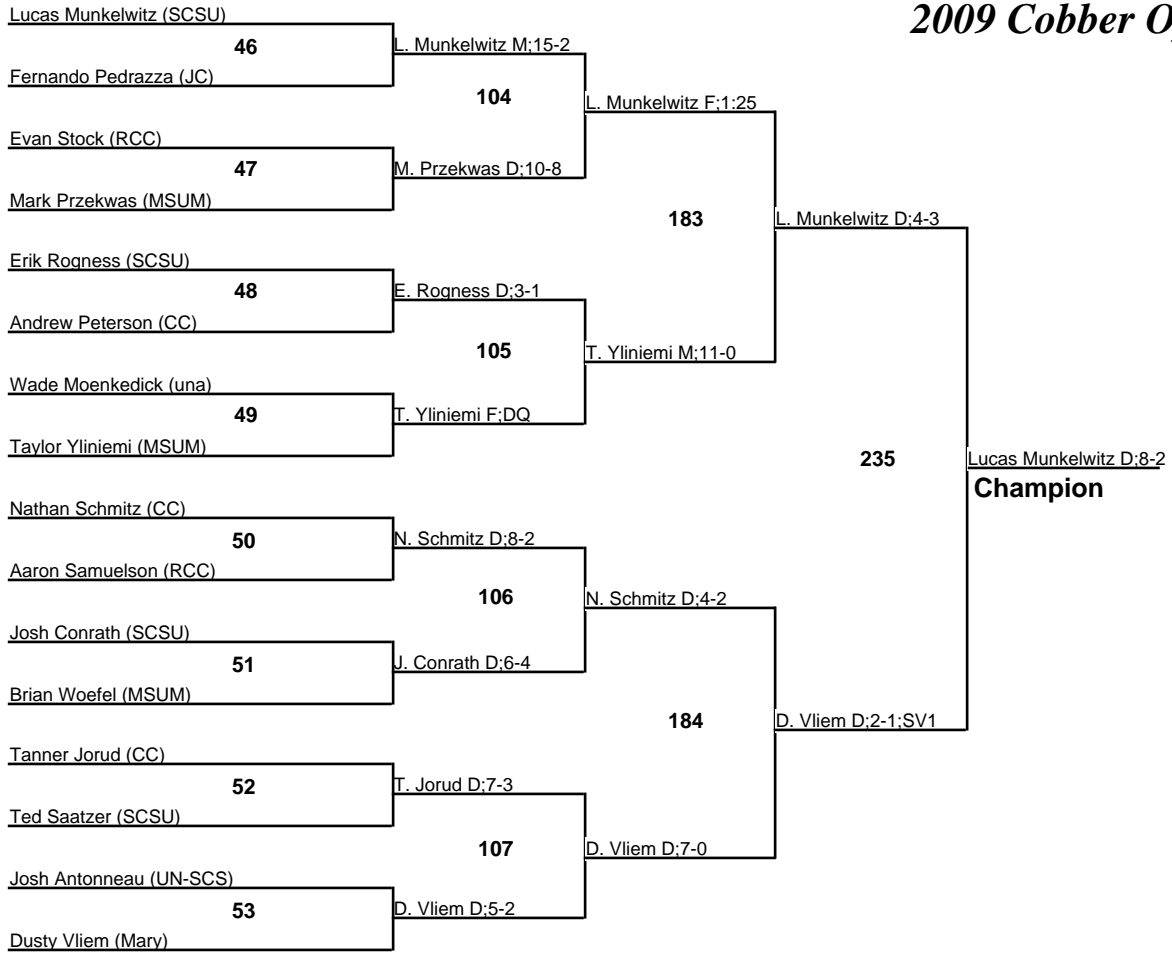 2009 Cobber O
Lucas Munkelwitz (SCSU)
46
L. Munkelwitz M;15-2
Fernando Pedrazza (JC)
104
L. Munkelwitz F;1:25
Evan Stock (RCC)
47
M. Przekwas D;10-8
Mark Przekwas (MSUM)
183
L. Munkelwitz D;4-3
Erik Rogness (SCSU)
48
E. Rogness D;3-1
Andrew Peterson (CC)
105
T. Yliniemi M;11-0
Wade Moenkedick (una)
49
T. Yliniemi F;DQ
Taylor Yliniemi (MSUM)
235
Lucas Munkelwitz D;8-2
Champion
Nathan Schmitz (CC)
50
N. Schmitz D;8-2
Aaron Samuelson (RCC)
106
N. Schmitz D;4-2
Josh Conrath (SCSU)
51
J. Conrath D;6-4
Brian Woefel (MSUM)
184
D. Vliem D;2-1;SV1
Tanner Jorud (CC)
52
T. Jorud D;7-3
Ted Saatzer (SCSU)
107
D. Vliem D;7-0
Josh Antonneau (UN-SCS)
53
D. Vliem D;5-2
Dusty Vliem (Mary)